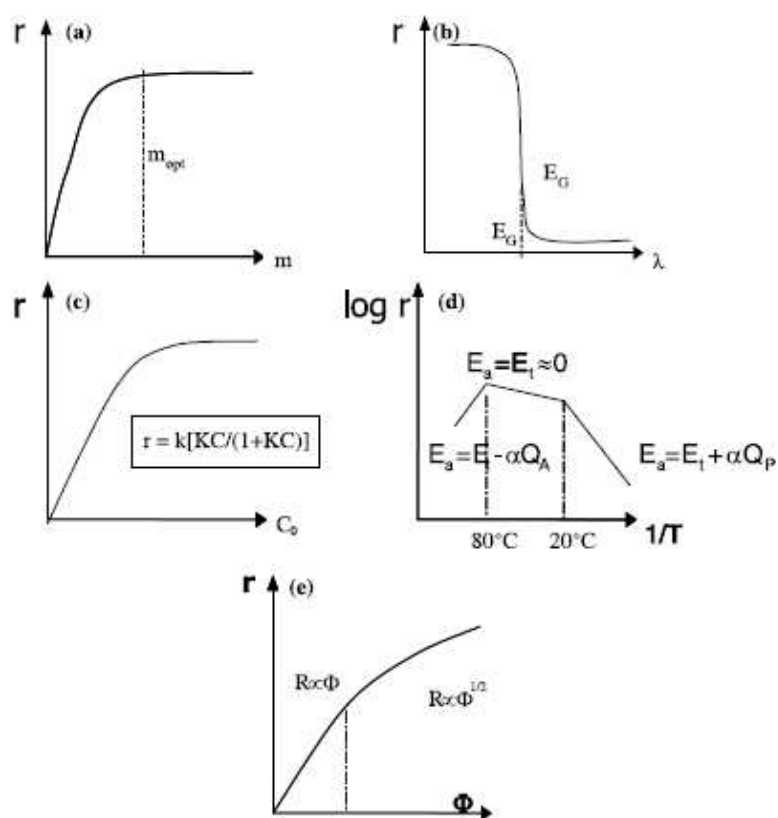 r (a)
m_opt
m
r (b)
E_G
E_G
λ
r (c)
r = k[KC/(1+KC)]
C_0
log r (d)
E_a=E_t≈0
E_a=E_t-αQ_A
E_a=E_t+αQ_P
80°C 20°C 1/T
r (e)
R∝Φ
R∝Φ^1/2
Φ